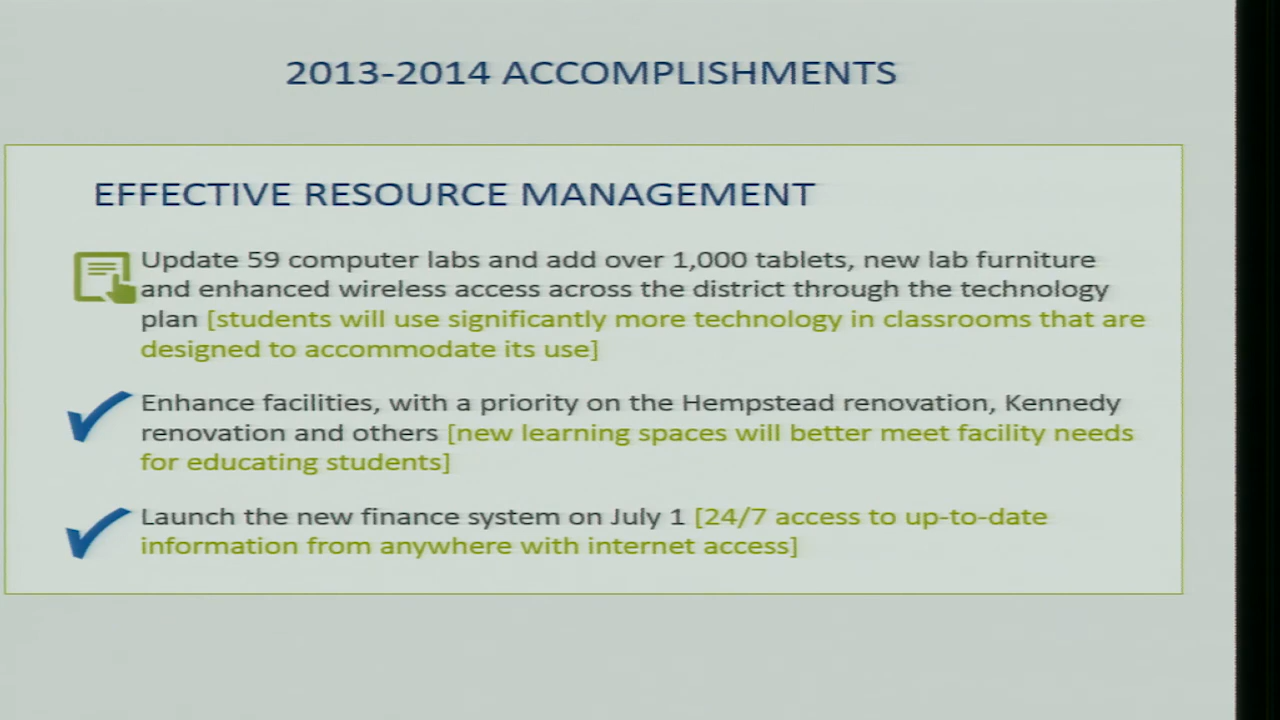 2013-2014 ACCOMPLISHMENTS
EFFECTIVE RESOURCE MANAGEMENT
Update 59 computer labs and add over 1,000 tablets, new lab furniture
and enhanced wireless access across the district through the technology
plan [students will use significantly more technology in classrooms that are
designed to accommodate its use]
Enhance facilities, with a priority on the Hempstead renovation, Kennedy
renovation and others [new learning spaces will better meet facility needs
for educating students]
Launch the new finance system on July 1 [24/7 access to up-to-date
information from anywhere with internet access]